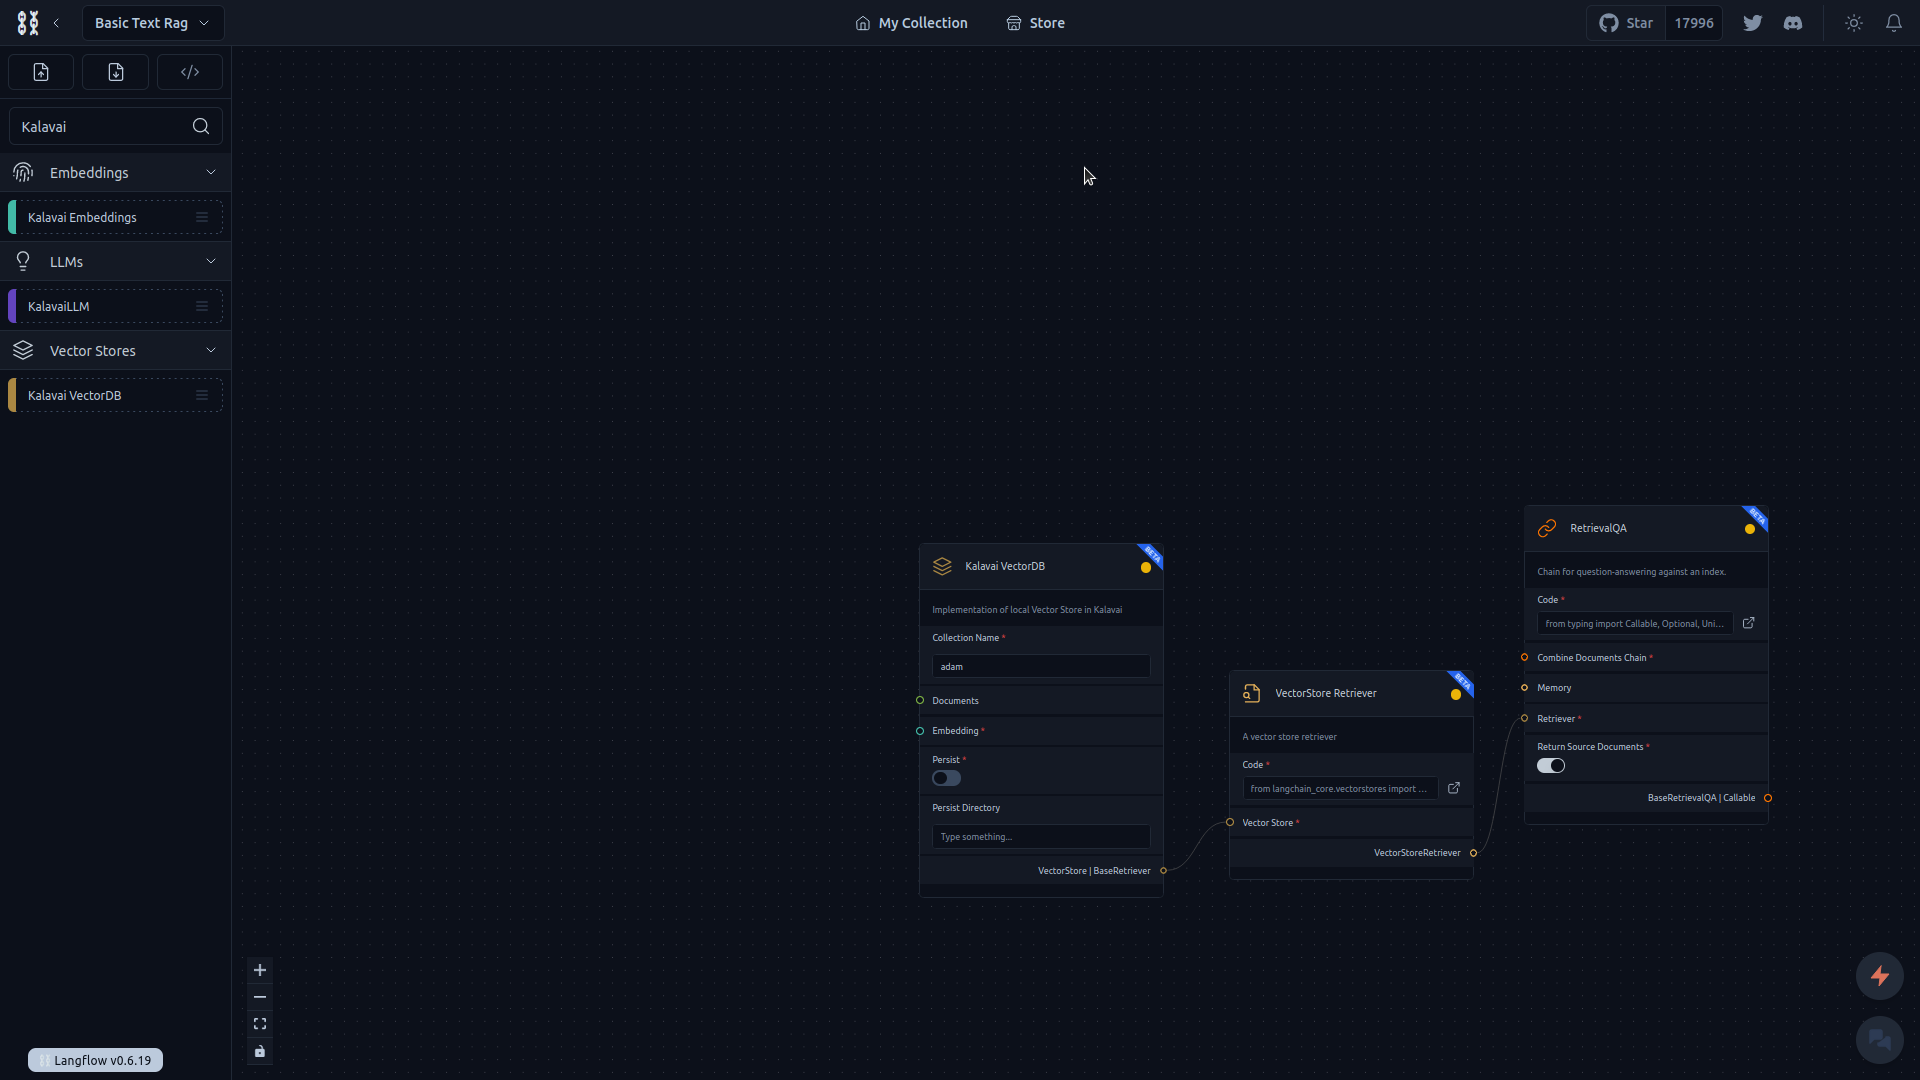 Basic Text Rag
My Collection
Store
Star
17996
Kalavai
Embeddings
Kalavai Embeddings
LLMs
KalavaiLLM
Vector Stores
Kalavai VectorDB
BETA
Kalavai VectorDB
Implementation of local Vector Store in Kalavai
Collection Name *
adam
Documents
Embedding *
Persist *
Persist Directory
Type something...
VectorStore | BaseRetriever
BETA
VectorStore Retriever
A vector store retriever
Code *
from langchain_core.vectorstores import ...
Vector Store *
VectorStoreRetriever
BETA
RetrievalQA
Chain for question-answering against an index.
Code *
from typing import Callable, Optional, Uni...
Combine Documents Chain *
Memory
Retriever *
Return Source Documents *
BaseRetrievalQA | Callable
Langflow v0.6.19